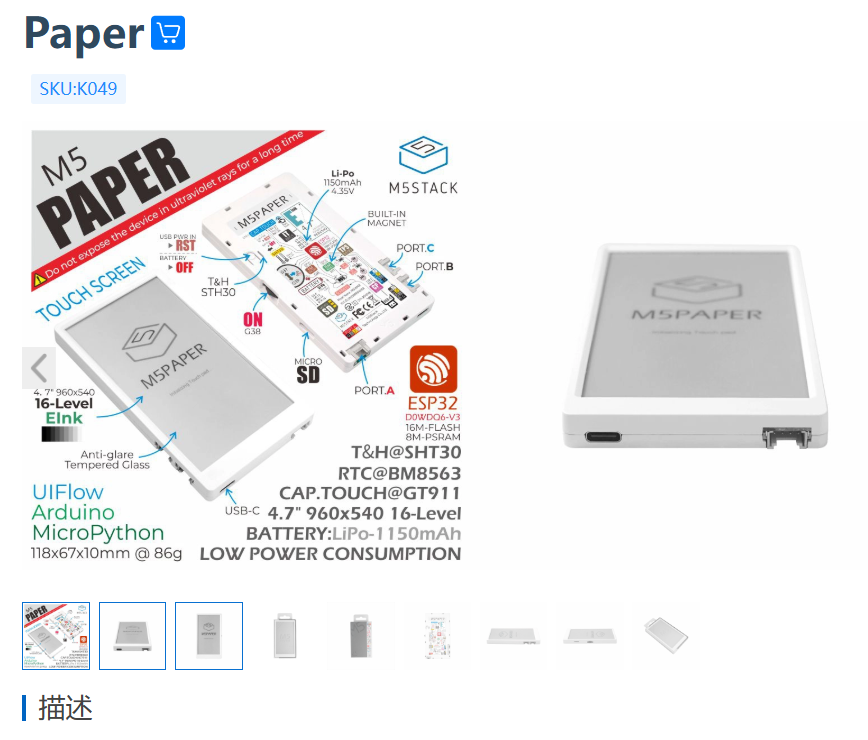 Paper
SKU:K049
M5
PAPER
Do not expose the device in ultraviolet rays for a long time
M5STACK
Li-Po
1150mAh
4.35V
M5PAPER
BUILT-IN
MAGNET
PORT.C
PORT.B
USB PWR IN
RST
BATTERY
OFF
T&H
STH30
TOUCH SCREEN
ON
G38
MICRO
SD
PORT.A
M5PAPER
4. 7" 960x540
16-Level
EInk
Anti-glare
Tempered Glass
ESP32
D0WDQ6-V3
16M-FLASH
8M-PSRAM
T&H@SHT30
RTC@BM8563
CAP.TOUCH@GT911
USB-C
4.7" 960x540 16-Level
BATTERY:LiPo-1150mAh
LOW POWER CONSUMPTION
UIFlow
Arduino
MicroPython
118x67x10mm @ 86g
M5PAPER
描述